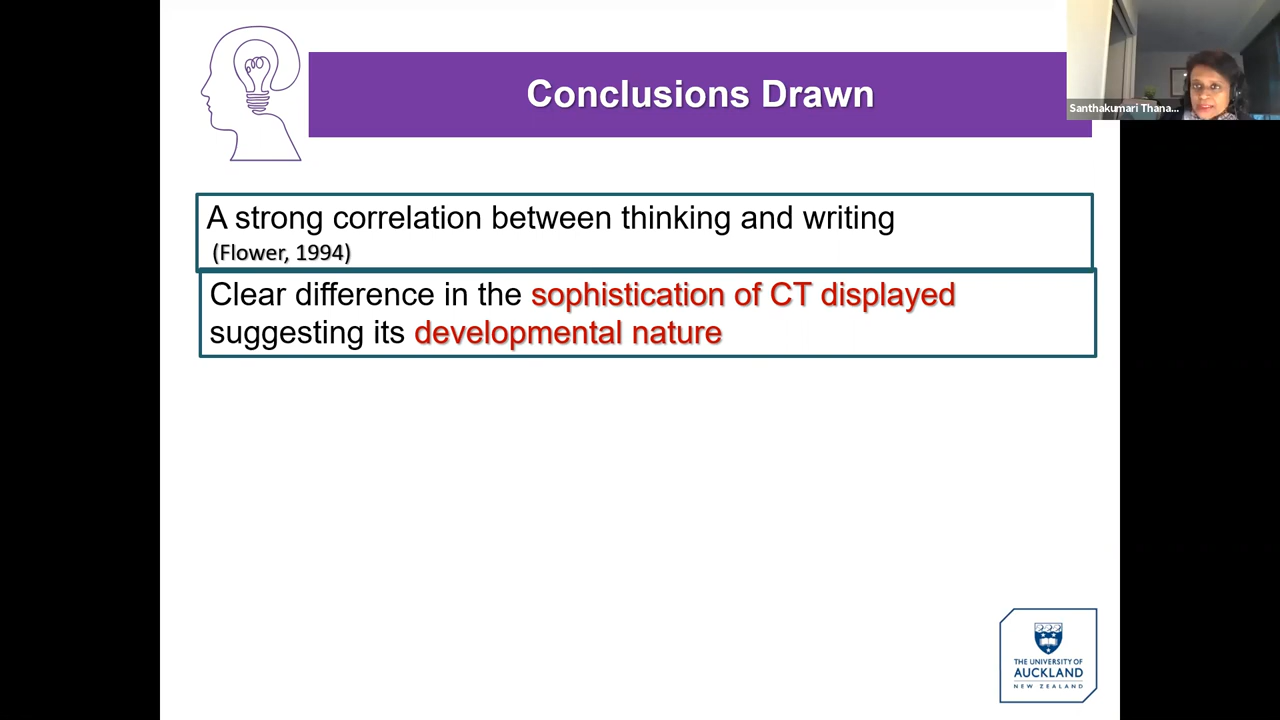 Conclusions Drawn
Santhakumari Thana...
A strong correlation between thinking and writing
(Flower, 1994)
Clear difference in the sophistication of CT displayed
suggesting its developmental nature
THE UNIVERSITY OF
AUCKLAND
NEW ZEALAND